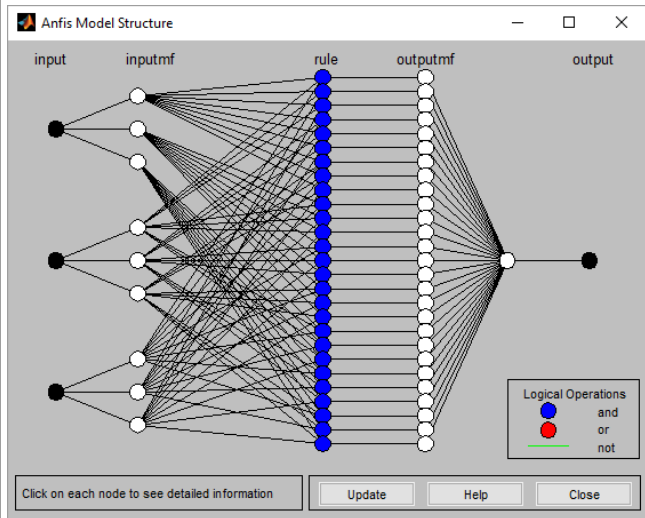 Anfis Model Structure
input inputmf rule outputmf output
Logical Operations
and
or
not
Click on each node to see detailed information
Update Help Close